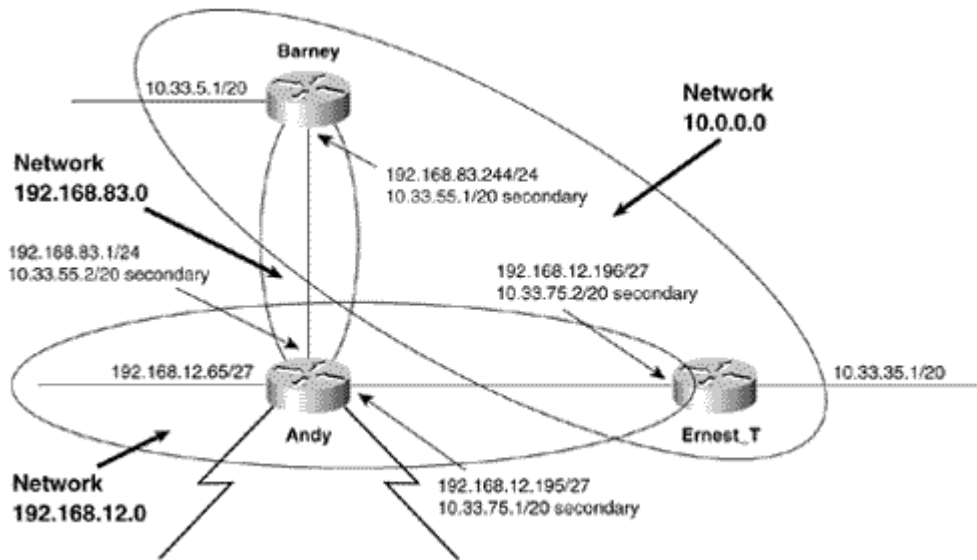 Barney
10.33.5.1/20
Network
10.0.0.0
Network
192.168.83.0
192.168.83.244/24
10.33.55.1/20 secondary
192.168.83.1/24
10.33.55.2/20 secondary
192.168.12.196/27
10.33.75.2/20 secondary
192.168.12.65/27
10.33.35.1/20
Andy
Ernest_T
Network
192.168.12.0
192.168.12.195/27
10.33.75.1/20 secondary